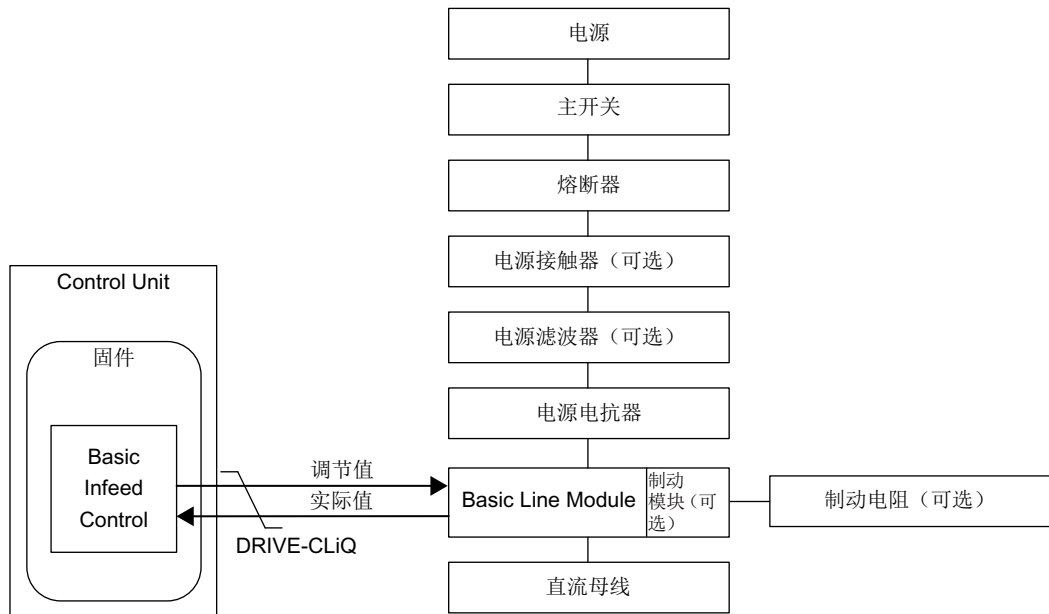 电源
主开关
熔断器
电源接触器（可选）
电源滤波器（可选）
电源电抗器
Control Unit
固件
Basic
Infeed
Control
调节值
实际值
DRIVE-CLiQ
Basic Line Module
制动
模块（可
选）
制动电阻（可选）
直流母线